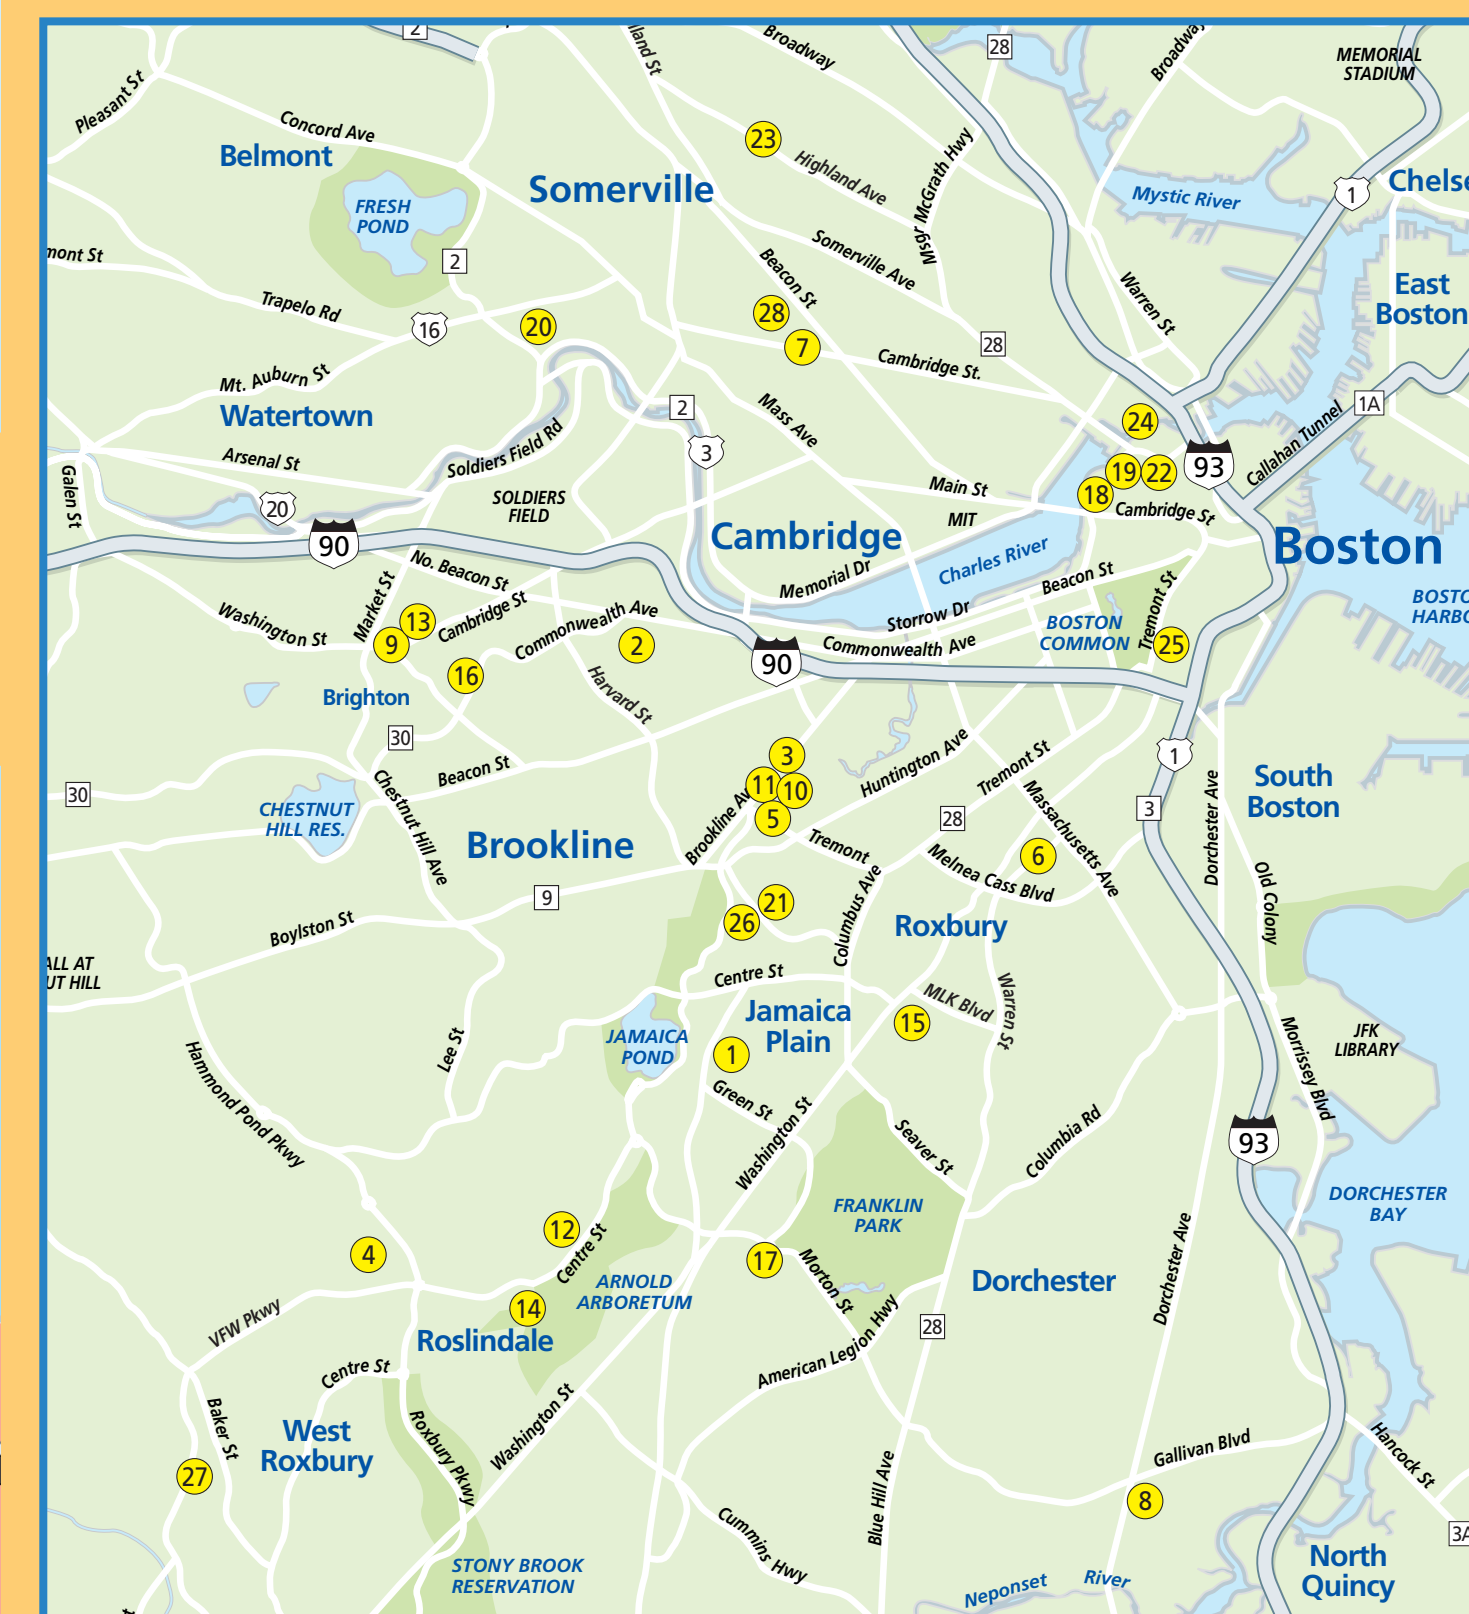 2
28
Broadway
Broadway
lland St
MEMORIAL
STADIUM
Pleasant St
Concord Ave
Belmont
23
Highland Ave
Msgr McGrath Hwy
Somerville
1
Chelse
Mystic River
FRESH
POND
2
mont St
Somerville Ave
Beacon St
Warren St
East
Boston
Trapelo Rd
16
20
28
7
28
Cambridge St.
Mt. Auburn St
Watertown
2
3
Mass Ave
1A
24
Callahan Tunnel
Arsenal St
Soldiers Field Rd
Galen St
20
SOLDIERS
FIELD
19
22
18
93
Main St
MIT
Cambridge St
90
Cambridge
Boston
Charles River
Memorial Dr
Beacon St
No. Beacon St
Market St
Washington St
13
9
Cambridge St
Commonwealth Ave
2
16
Storrow Dr
Commonwealth Ave
BOSTON
COMMON
Tremont St
25
BOSTO
HARBO
90
Brighton
Harvard St
30
30
Beacon St
Chestnut Hill Ave
CHESTNUT
HILL RES.
3
11
10
5
Brookline Av
Huntington Ave
Tremont St
Massachusetts Ave
1
3
Dorchester Ave
South
Boston
Brookline
Tremont
28
6
Melnea Cass Blvd
9
21
26
Columbus Ave
Roxbury
Old Colony
Boylston St
ALL AT
UT HILL
Centre St
Jamaica
Plain
MLK Blvd
15
Warren St
JAMAICA
POND
1
Lee St
Hammond Pond Pkwy
Green St
Washington St
Morrissey Blvd
JFK
LIBRARY
Seaver St
Columbia Rd
93
FRANKLIN
PARK
DORCHESTER
BAY
12
4
Centre St
17
Morton St
ARNOLD
ARBORETUM
14
Dorchester
Dorchester Ave
VFW Pkwy
Roslindale
28
American Legion Hwy
Centre St
Baker St
West
Roxbury
Roxbury Pkwy
Washington St
27
Blue Hill Ave
Gallivan Blvd
8
Hancock St
3A
Cummins Hwy
STONY BROOK
RESERVATION
Neponset River
North
Quincy